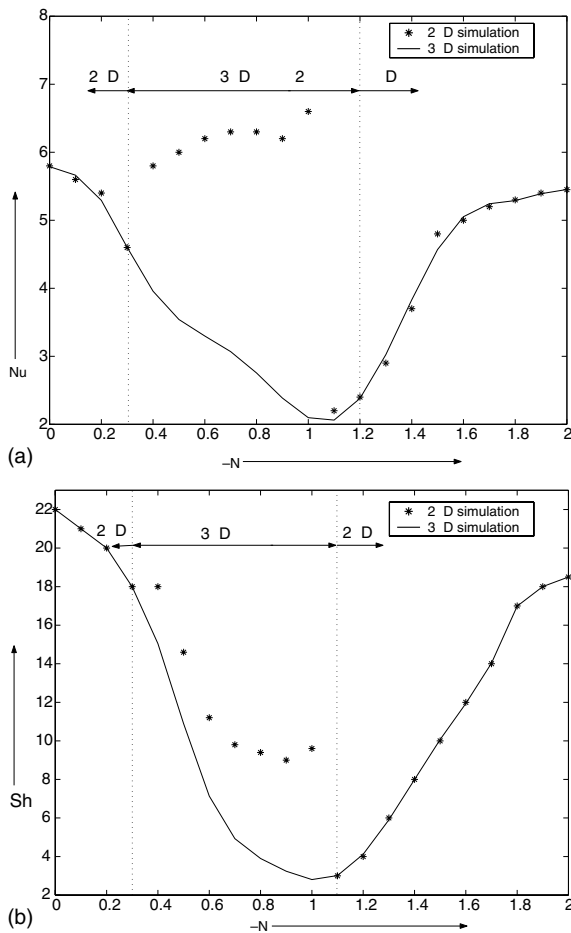 8
7
6
5
4
3
2
Nu
* 2 D simulation
3 D simulation
2 D 3 D 2 D
0 0.2 0.4 0.6 0.8 1 1.2 1.4 1.6 1.8 2
(a)
–N
22
20
18
16
14
12
10
8
6
4
2
Sh
* 2 D simulation
3 D simulation
2 D 3 D 2 D
0 0.2 0.4 0.6 0.8 1 1.2 1.4 1.6 1.8 2
(b)
–N